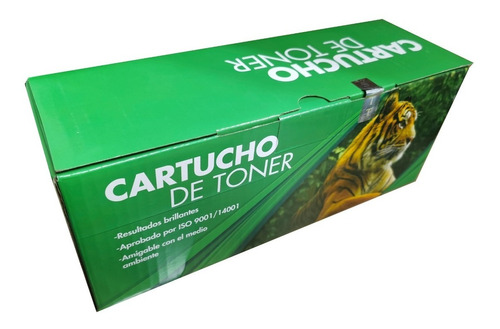 CARTUCHO
DE TONER
CARTUCHO
DE TONER
-Resultados brillantes
-Aprobado por ISO 9001/14001
-Amigable con el medio
ambiente